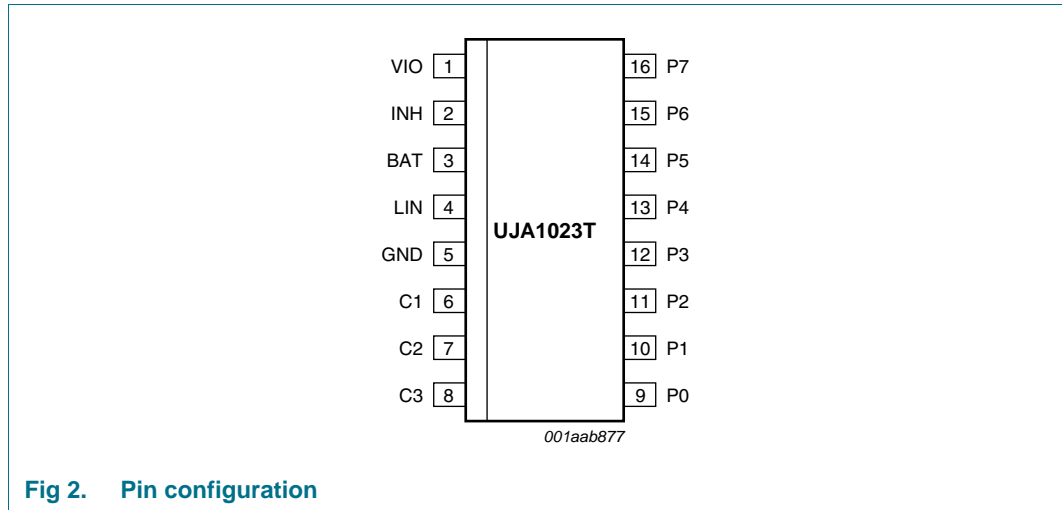 VIO 1 16 P7
INH 2 15 P6
BAT 3 14 P5
LIN 4 13 P4
UJA1023T
GND 5 12 P3
C1 6 11 P2
C2 7 10 P1
C3 8 9 P0
001aab877
Fig 2. Pin configuration